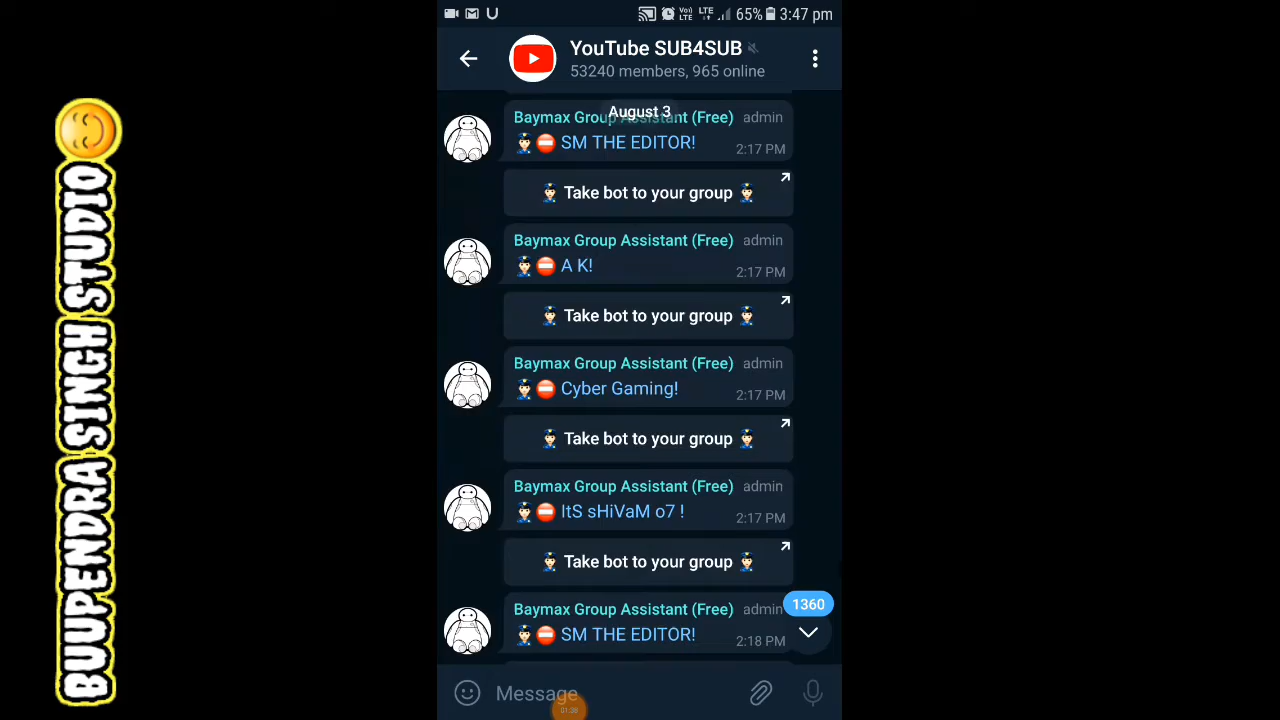 BUUPENDRA SINGH STUDIO
65% 3:47 pm
YouTube SUB4SUB
53240 members, 965 online
August 3
Baymax Group Assistant (Free) admin
SM THE EDITOR! 2:17 PM
Take bot to your group
Baymax Group Assistant (Free) admin
A K! 2:17 PM
Take bot to your group
Baymax Group Assistant (Free) admin
Cyber Gaming! 2:17 PM
Take bot to your group
Baymax Group Assistant (Free) admin
ItS sHiVaM o7 ! 2:17 PM
Take bot to your group
Baymax Group Assistant (Free) admin
1360
SM THE EDITOR! 2:18 PM
Message